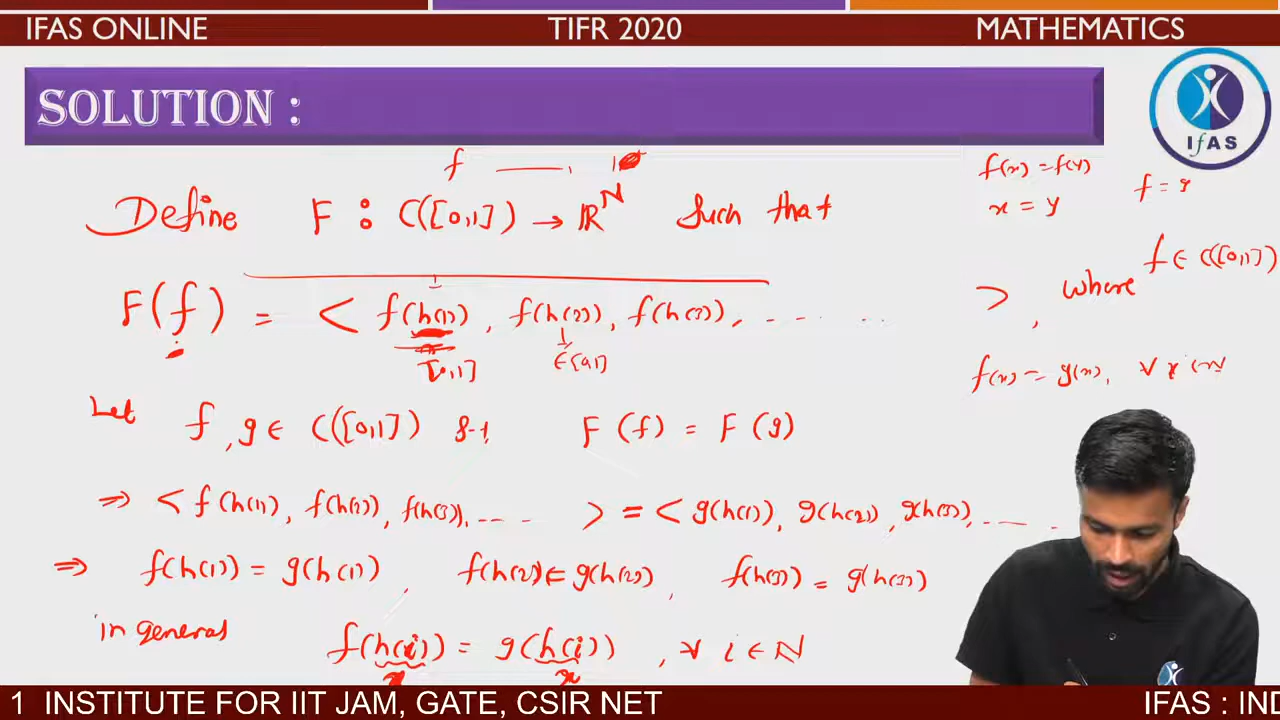 IFAS ONLINE TIFR 2020 MATHEMATICS
SOLUTION :
IfAS
f
f(x) = f(y)
x = y
f = g
Define F : C([0,1]) → ℝ^ℕ such that
F(f) = < f(h(1)), f(h(2)), f(h(3)), ........ >, where f ∈ C([0,1])
[0,1] ∈ [0,1]
f(x) = g(x), ∀ x ∈ ℕ
Let f, g ∈ C([0,1]) s.t F(f) = F(g)
⇒ < f(h(1)), f(h(2)), f(h(3)), ..... > = < g(h(1)), g(h(2)), g(h(3)), .....
⇒ f(h(1)) = g(h(1)), f(h(2)) ∈ g(h(2)), f(h(3)) = g(h(3))
in general f(h(i)) = g(h(i)), ∀ i ∈ ℕ
x x
1 INSTITUTE FOR IIT JAM, GATE, CSIR NET IFAS : IND